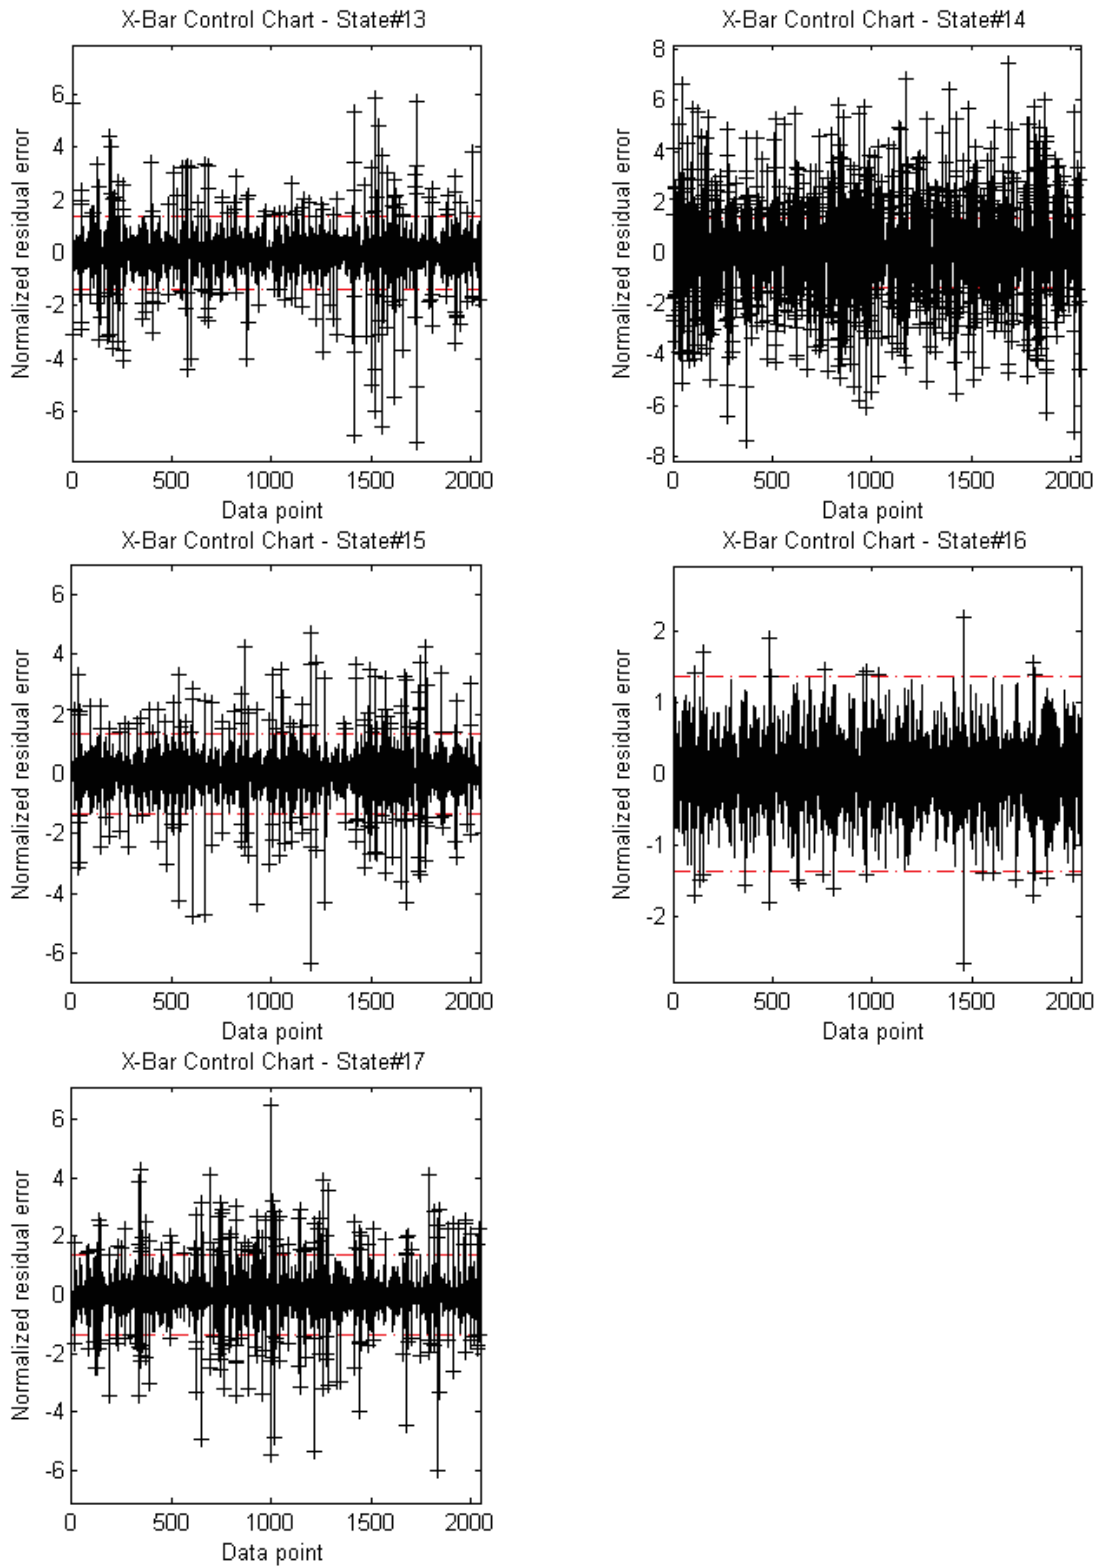 X-Bar Control Chart - State#13
Normalized residual error
6
4
2
0
-2
-4
-6
0 500 1000 1500 2000
Data point
X-Bar Control Chart - State#14
Normalized residual error
8
6
4
2
0
-2
-4
-6
-8
0 500 1000 1500 2000
Data point
X-Bar Control Chart - State#15
Normalized residual error
6
4
2
0
-2
-4
-6
0 500 1000 1500 2000
Data point
X-Bar Control Chart - State#16
Normalized residual error
2
1
0
-1
-2
0 500 1000 1500 2000
Data point
X-Bar Control Chart - State#17
Normalized residual error
6
4
2
0
-2
-4
-6
0 500 1000 1500 2000
Data point